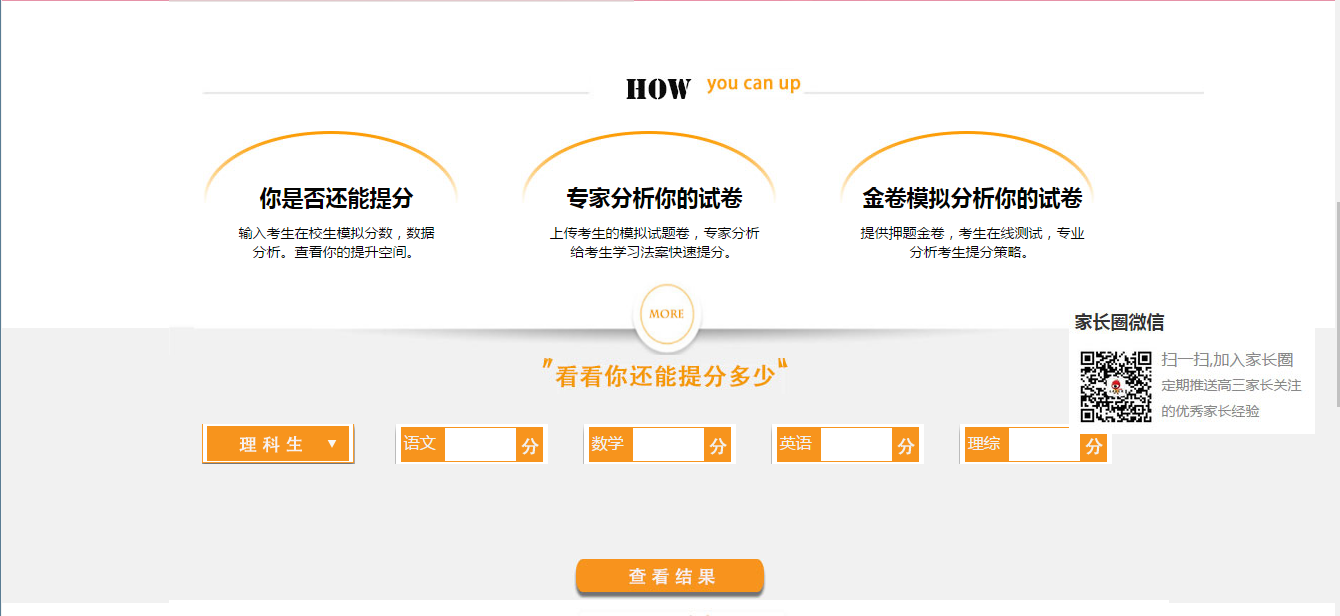 HOW you can up
你是否还能提分
输入考生在校生模拟分数，数据
分析。查看你的提升空间。
专家分析你的试卷
上传考生的模拟试题卷，专家分析
给考生学习法案快速提分。
金卷模拟分析你的试卷
提供押题金卷，考生在线测试，专业
分析考生提分策略。
MORE
家长圈微信
扫一扫,加入家长圈
定期推送高三家长关注
的优秀家长经验
"看看你还能提分多少"
理科生 ▼
语文 分
数学 分
英语 分
理综 分
查看结果